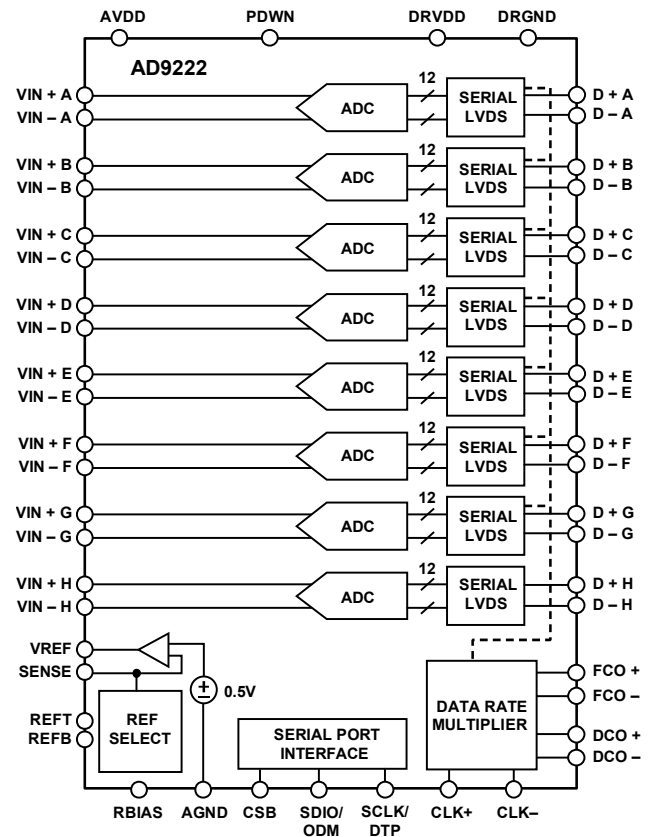 AVDD PDWN DRVDD DRGND
AD9222
VIN + A
VIN – A
ADC
12
SERIAL
LVDS
D + A
D – A
VIN + B
VIN – B
ADC
12
SERIAL
LVDS
D + B
D – B
VIN + C
VIN – C
ADC
12
SERIAL
LVDS
D + C
D – C
VIN + D
VIN – D
ADC
12
SERIAL
LVDS
D + D
D – D
VIN + E
VIN – E
ADC
12
SERIAL
LVDS
D + E
D – E
VIN + F
VIN – F
ADC
12
SERIAL
LVDS
D + F
D – F
VIN + G
VIN – G
ADC
12
SERIAL
LVDS
D + G
D – G
VIN + H
VIN – H
ADC
12
SERIAL
LVDS
D + H
D – H
VREF
SENSE
REFT
REFB
REF
SELECT
0.5V
SERIAL PORT
INTERFACE
DATA RATE
MULTIPLIER
FCO +
FCO –
DCO +
DCO –
RBIAS
AGND
CSB
SDIO/
ODM
SCLK/
DTP
CLK+
CLK–